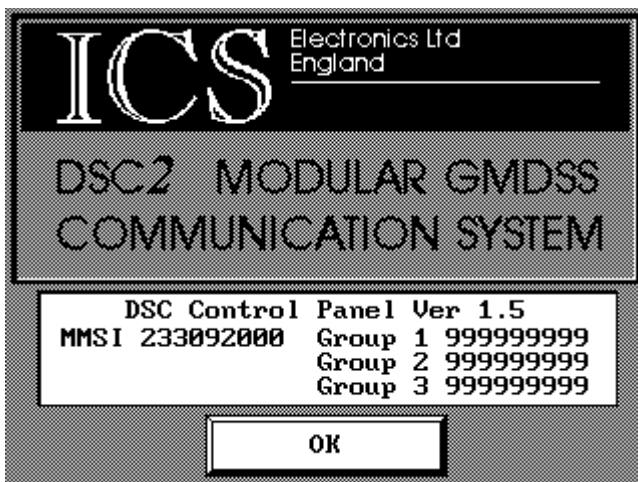 ICS Electronics Ltd
England
DSC2 MODULAR GMDSS
COMMUNICATION SYSTEM
DSC Control Panel Ver 1.5
MMSI 233092000 Group 1 999999999
Group 2 999999999
Group 3 999999999
OK